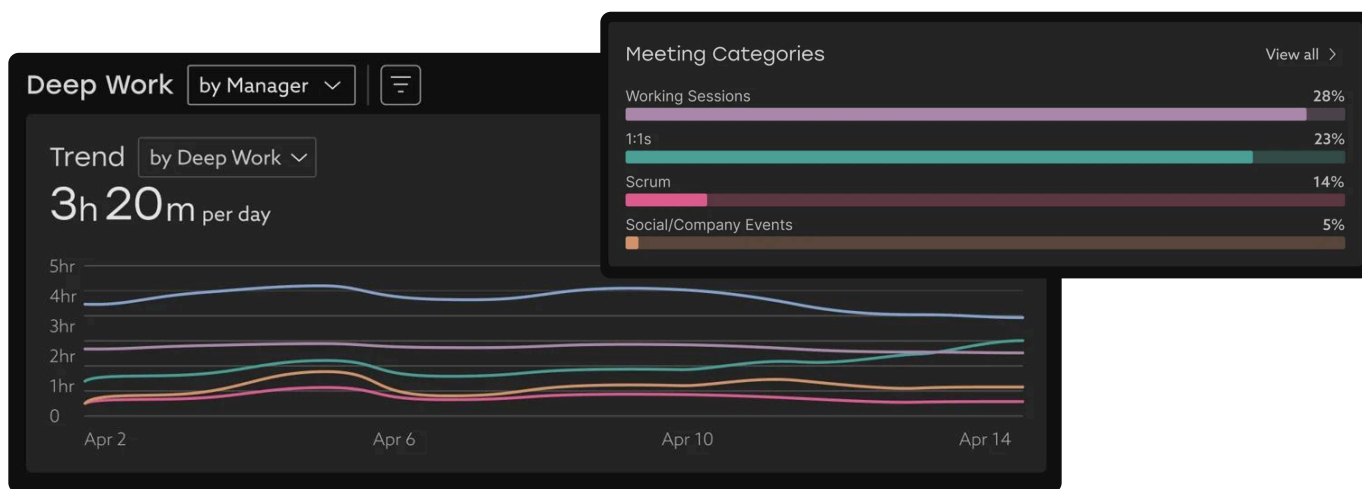 Deep Work by Manager
Trend by Deep Work
3h 20m per day
5hr
4hr
3hr
2hr
1hr
0
Apr 2 Apr 6 Apr 10 Apr 14
Meeting Categories View all
Working Sessions 28%
1:1s 23%
Scrum 14%
Social/Company Events 5%